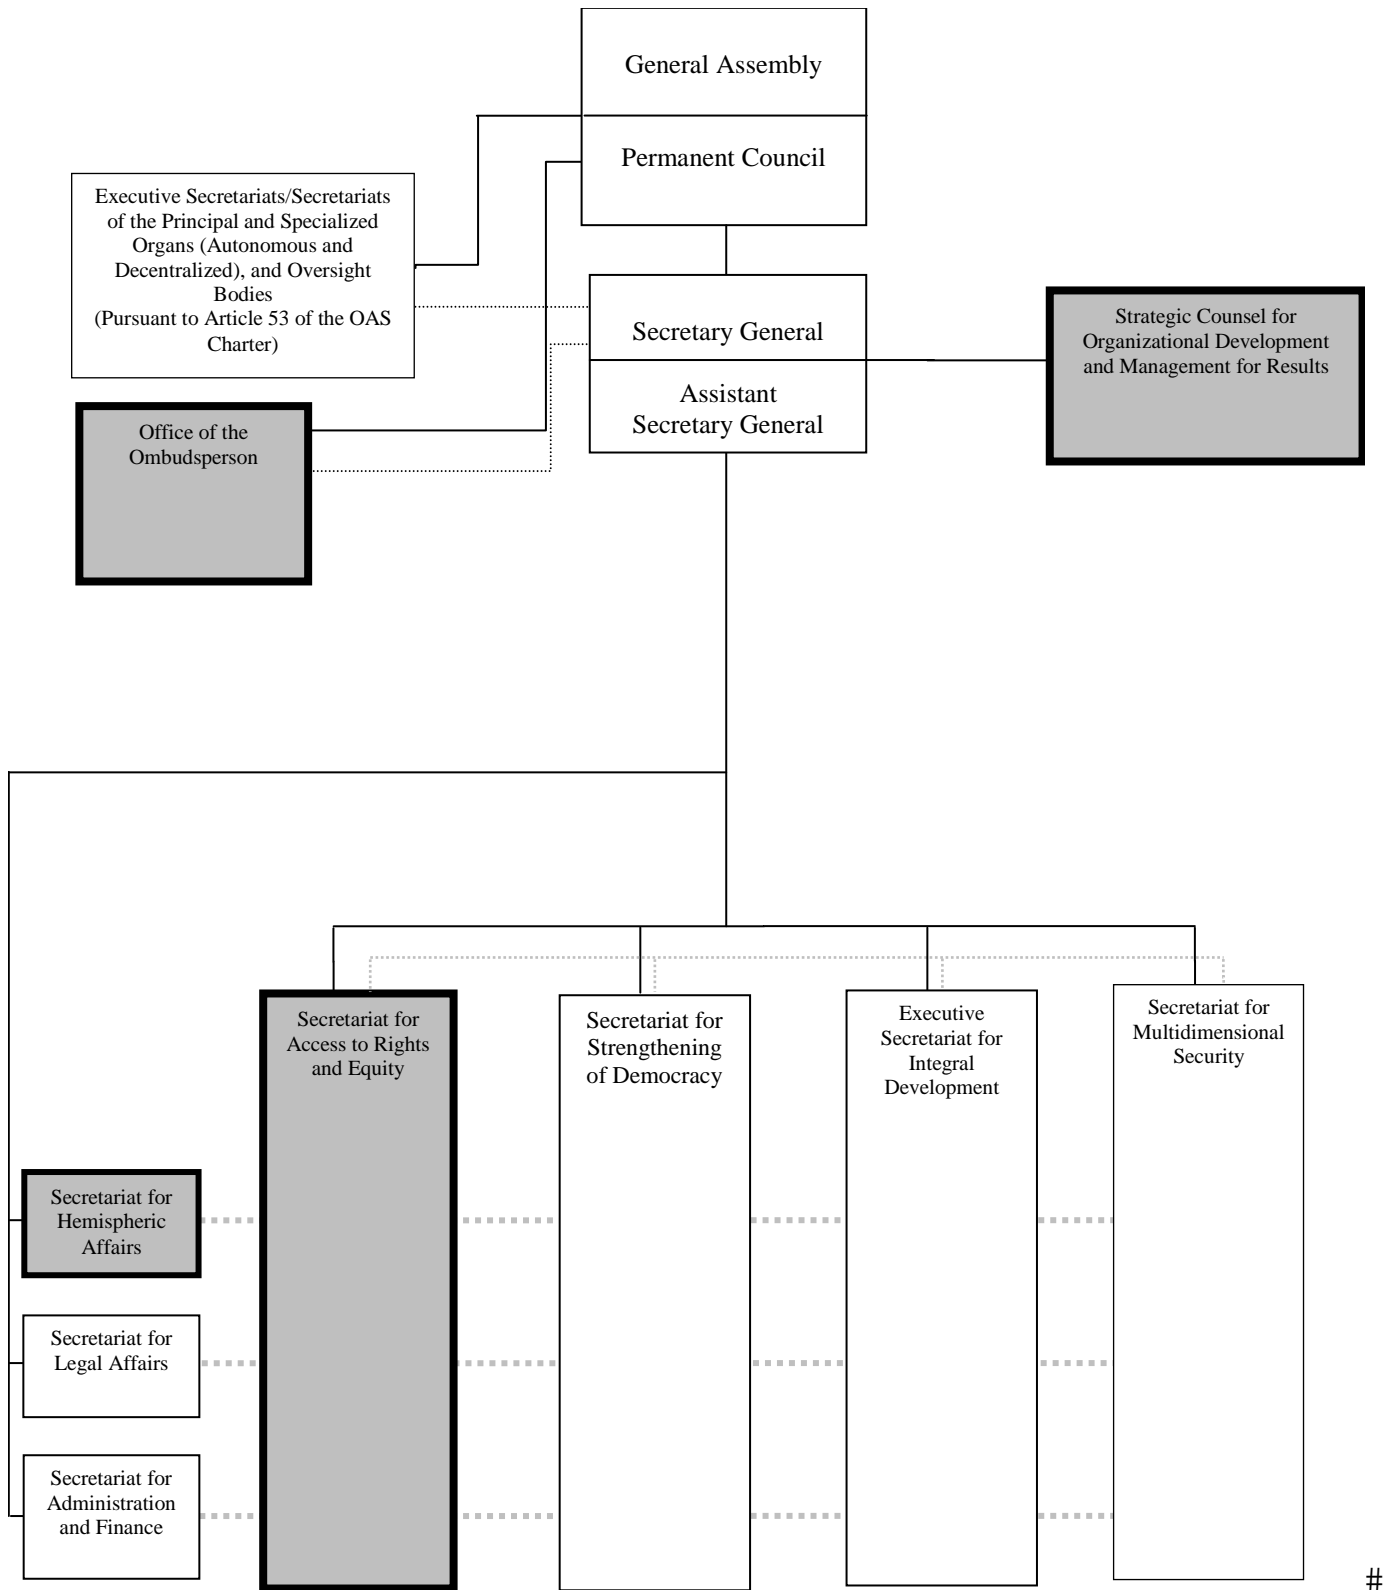 General Assembly
Permanent Council
Executive Secretariats/Secretariats
of the Principal and Specialized
Organs (Autonomous and
Decentralized), and Oversight
Bodies
(Pursuant to Article 53 of the OAS
Charter)
Secretary General
Assistant
Secretary General
Strategic Counsel for
Organizational Development
and Management for Results
Office of the
Ombudsperson
Secretariat for
Access to Rights
and Equity
Secretariat for
Strengthening
of Democracy
Executive
Secretariat for
Integral
Development
Secretariat for
Multidimensional
Security
Secretariat for
Hemispheric
Affairs
Secretariat for
Legal Affairs
Secretariat for
Administration
and Finance
#